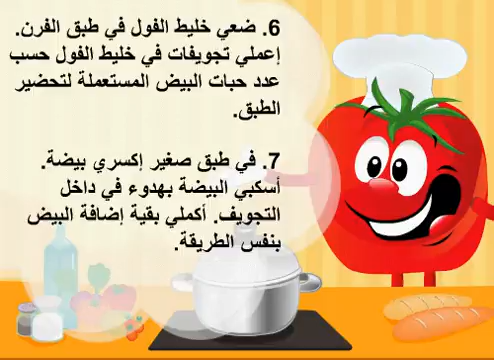 6. ضعي خليط الفول في طبق الفرن.
إعملي تجويفات في خليط الفول حسب
عدد حبات البيض المستعملة لتحضير
الطبق.
7. في طبق صغير إكسري بيضة.
أسكبي البيضة بهدوء في داخل
التجويف. أكملي بقية إضافة البيض
بنفس الطريقة.